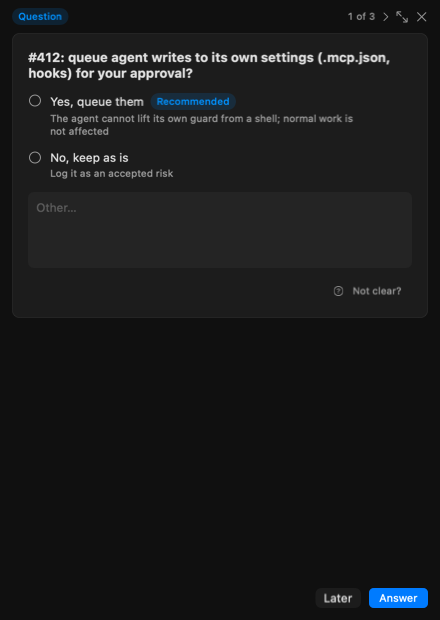 Question
1 of 3
#412: queue agent writes to its own settings (.mcp.json,
hooks) for your approval?
Yes, queue them Recommended
The agent cannot lift its own guard from a shell; normal work is
not affected
No, keep as is
Log it as an accepted risk
Other...
Not clear?
Later Answer